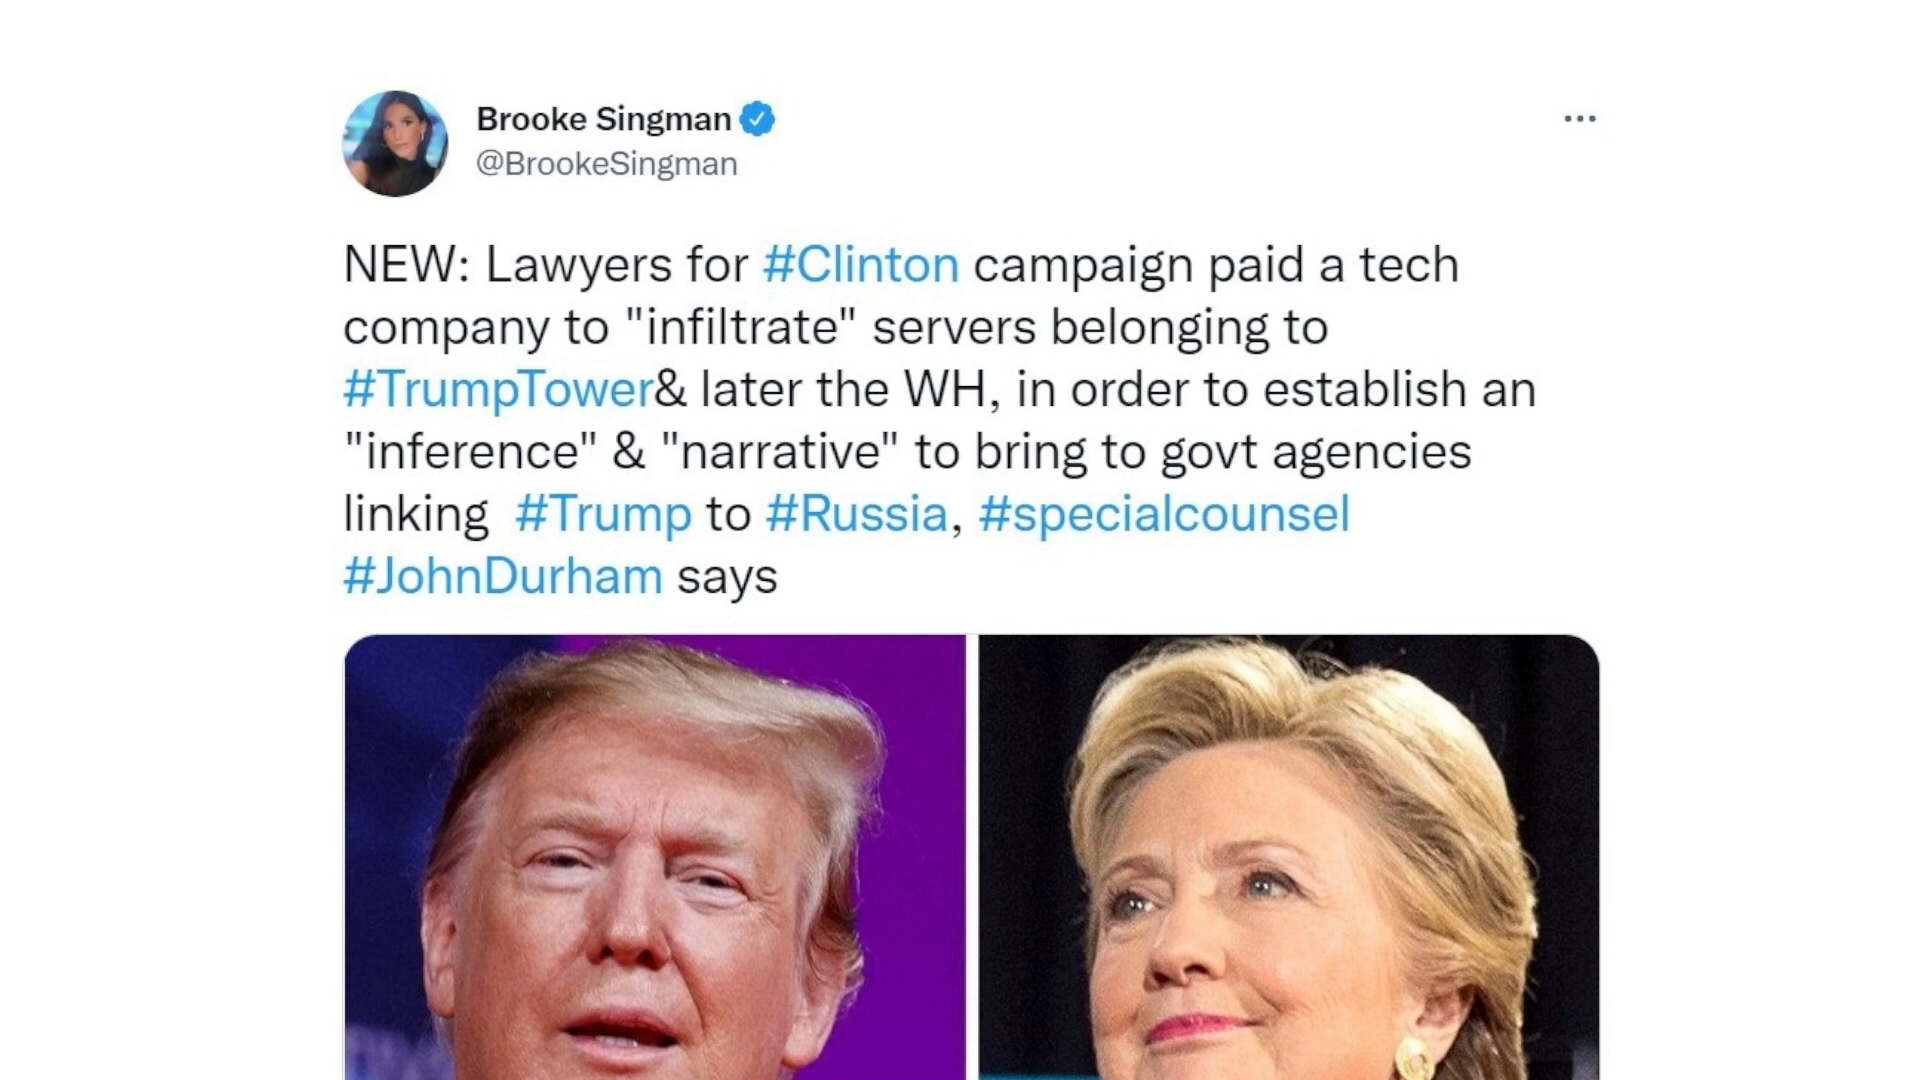 Brooke Singman
@BrookeSingman
NEW: Lawyers for #Clinton campaign paid a tech
company to "infiltrate" servers belonging to
#TrumpTower& later the WH, in order to establish an
"inference" & "narrative" to bring to govt agencies
linking #Trump to #Russia, #specialcounsel
#JohnDurham says